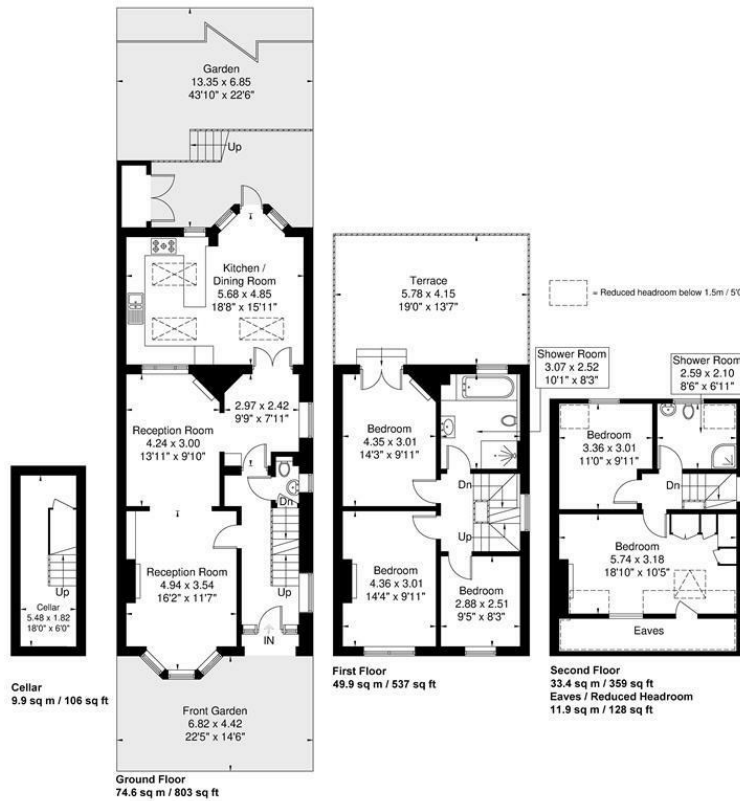 Garden
13.35 x 6.85
43'10" x 22'6"
Up
Kitchen /
Dining Room
5.68 x 4.85
18'8" x 15'11"
2.97 x 2.42
9'9" x 7'11"
Reception Room
4.24 x 3.00
13'11" x 9'10"
Dn
Reception Room
4.94 x 3.54
16'2" x 11'7"
Up
IN
Front Garden
6.82 x 4.42
22'5" x 14'6"
Ground Floor
74.6 sq m / 803 sq ft
Up
Cellar
5.48 x 1.82
18'0" x 6'0"
Cellar
9.9 sq m / 106 sq ft
Terrace
5.78 x 4.15
19'0" x 13'7"
Shower Room
3.07 x 2.52
10'1" x 8'3"
Bedroom
4.35 x 3.01
14'3" x 9'11"
Dn
Up
Bedroom
4.36 x 3.01
14'4" x 9'11"
Bedroom
2.88 x 2.51
9'5" x 8'3"
First Floor
49.9 sq m / 537 sq ft
= Reduced headroom below 1.5m / 5'0
Shower Room
2.59 x 2.10
8'6" x 6'11"
Bedroom
3.36 x 3.01
11'0" x 9'11"
Dn
Bedroom
5.74 x 3.18
18'10" x 10'5"
Eaves
Second Floor
33.4 sq m / 359 sq ft
Eaves / Reduced Headroom
11.9 sq m / 128 sq ft